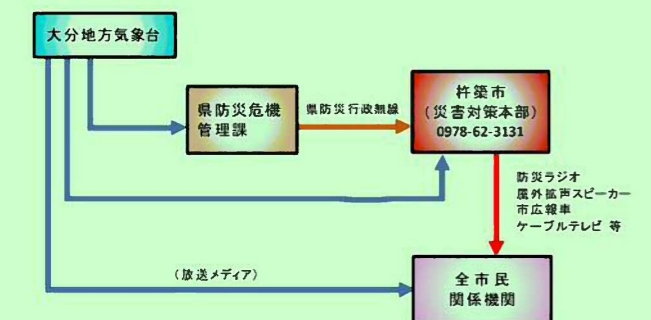 大分地方気象台
県防災危機
管理課
県防災行政無線
杵築市
(災害対策本部)
0978-62-3131
防災ラジオ
屋外拡声スピーカー
市広報車
ケーブルテレビ 等
(放送メディア)
全市民
関係機関